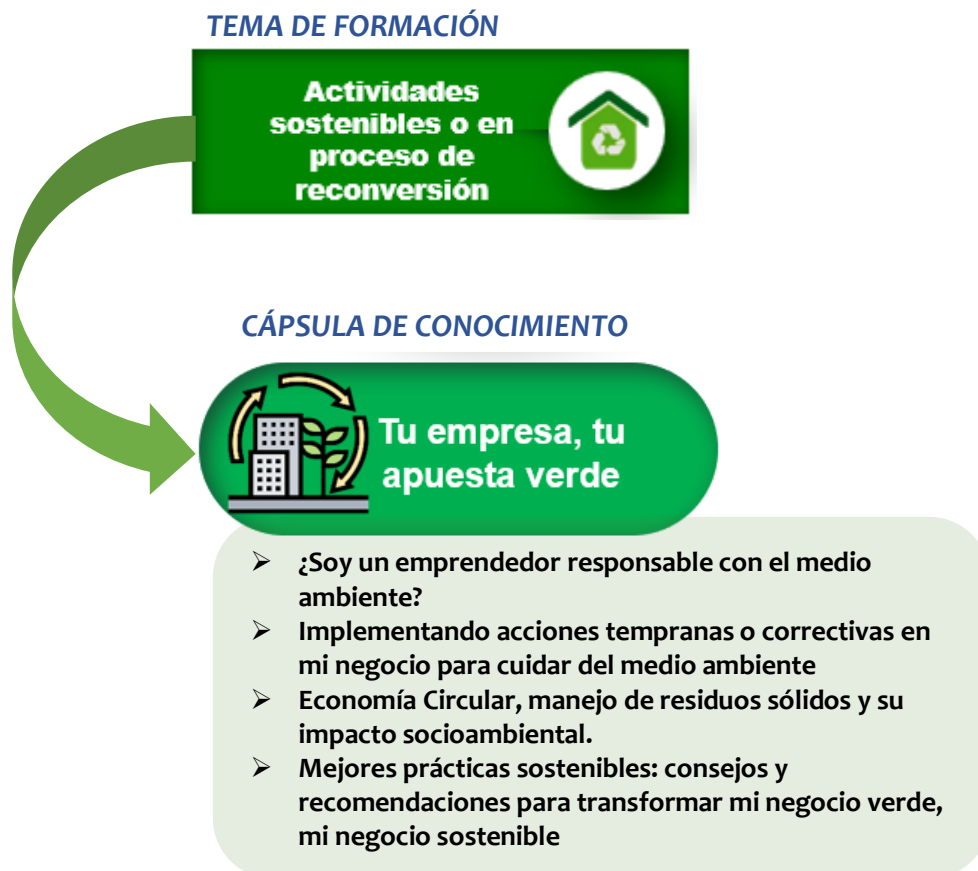 TEMA DE FORMACIÓN
Actividades
sostenibles o en
proceso de
reconversión
CÁPSULA DE CONOCIMIENTO
Tu empresa, tu
apuesta verde
➢ ¿Soy un emprendedor responsable con el medio
ambiente?
➢ Implementando acciones tempranas o correctivas en
mi negocio para cuidar del medio ambiente
➢ Economía Circular, manejo de residuos sólidos y su
impacto socioambiental.
➢ Mejores prácticas sostenibles: consejos y
recomendaciones para transformar mi negocio verde,
mi negocio sostenible